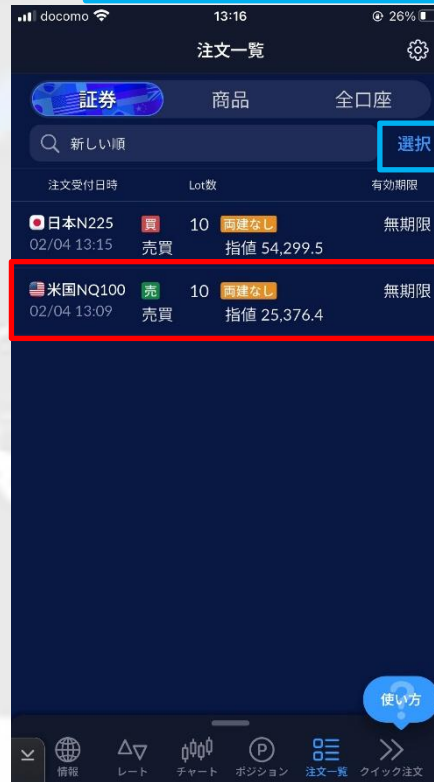 docomo 13:16 26%
注文一覧
証券 商品 全口座
新しい順 選択
注文受付日時 Lot数 有効期限
日本N225 買 10 両建なし 無期限
02/04 13:15 売買 指値 54,299.5
米国NQ100 売 10 両建なし 無期限
02/04 13:09 売買 指値 25,376.4
使い方
情報 レート チャート ポジション 注文一覧 クイック注文